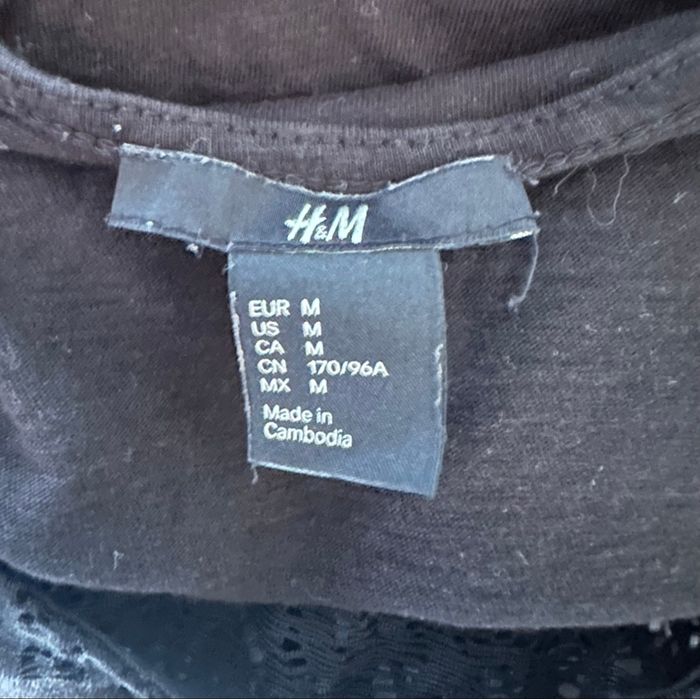 H&M
EUR M
US M
CA M
CN 170/96A
MX M
Made in
Cambodia